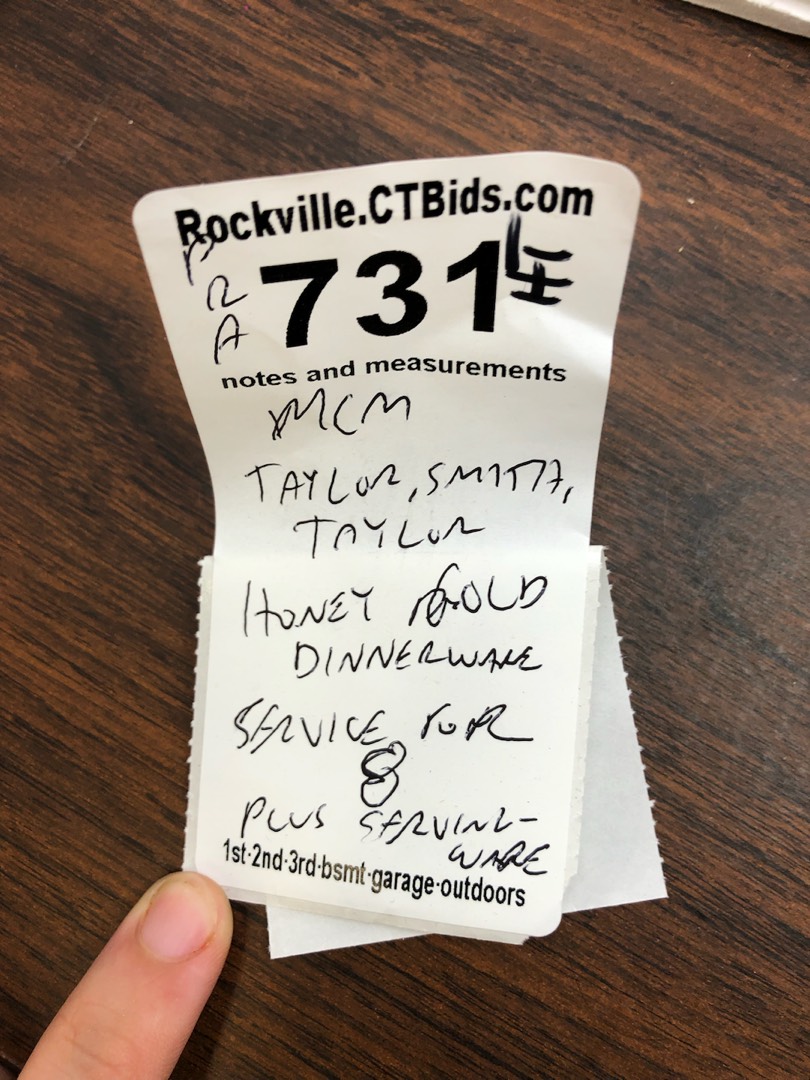 Rockville.CTBids.com
731
notes and measurements
MCM
TAYLOR, SMITH,
TAYLOR
HONEY GOLD
DINNERWARE
SERVICE FOR
8
PLUS SERVING-
WARE
1st·2nd·3rd·bsmt·garage·outdoors